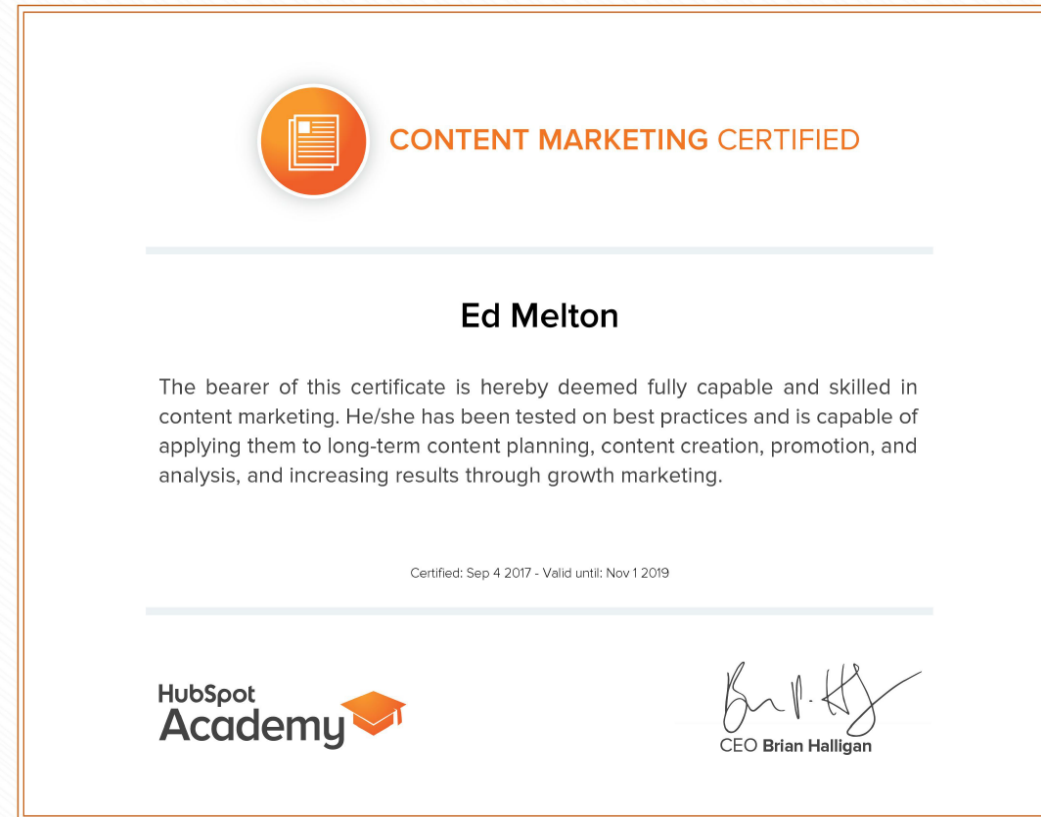 CONTENT MARKETING CERTIFIED
Ed Melton
The bearer of this certificate is hereby deemed fully capable and skilled in
content marketing. He/she has been tested on best practices and is capable of
applying them to long-term content planning, content creation, promotion, and
analysis, and increasing results through growth marketing.
Certified: Sep 4 2017 - Valid until: Nov 1 2019
HubSpot
Academy
CEO Brian Halligan